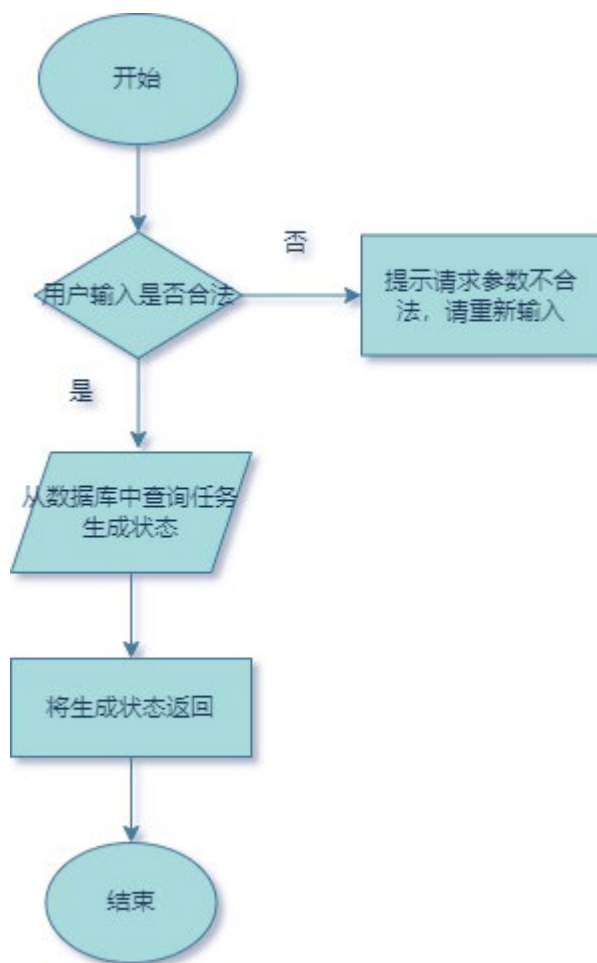 开始
用户输入是否合法
否
提示请求参数不合
法，请重新输入
是
从数据库中查询任务
生成状态
将生成状态返回
结束